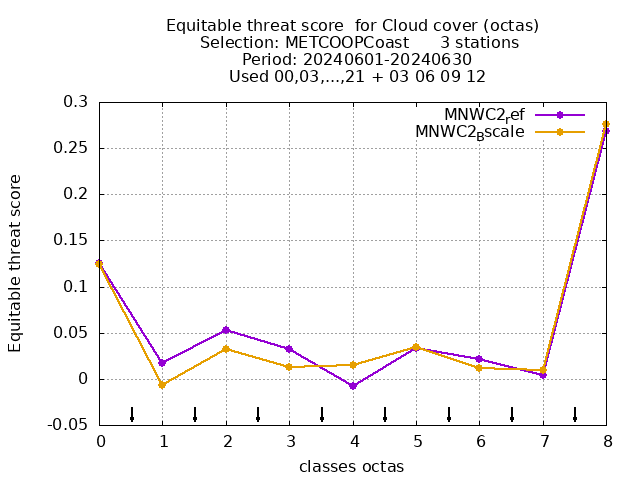 Equitable threat score  for Cloud cover (octas)
Selection: METCOOPCoast      3 stations
Period: 20240601-20240630
Used 00,03,...,21 + 03 06 09 12
MNWC2ref
MNWC2Bscale
0.3
0.25
0.2
0.15
0.1
0.05
0
-0.05
Equitable threat score
0 1 2 3 4 5 6 7 8
classes octas